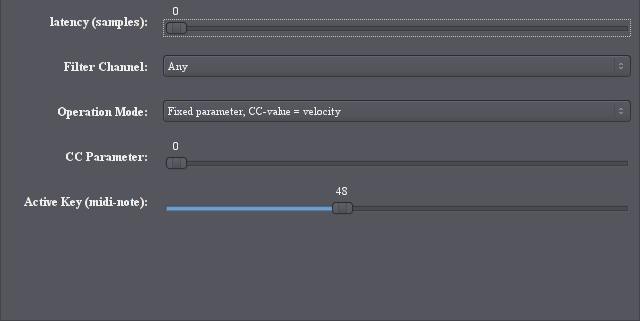 0
latency (samples):
Filter Channel: Any
Operation Mode: Fixed parameter, CC-value = velocity
0
CC Parameter:
48
Active Key (midi-note):